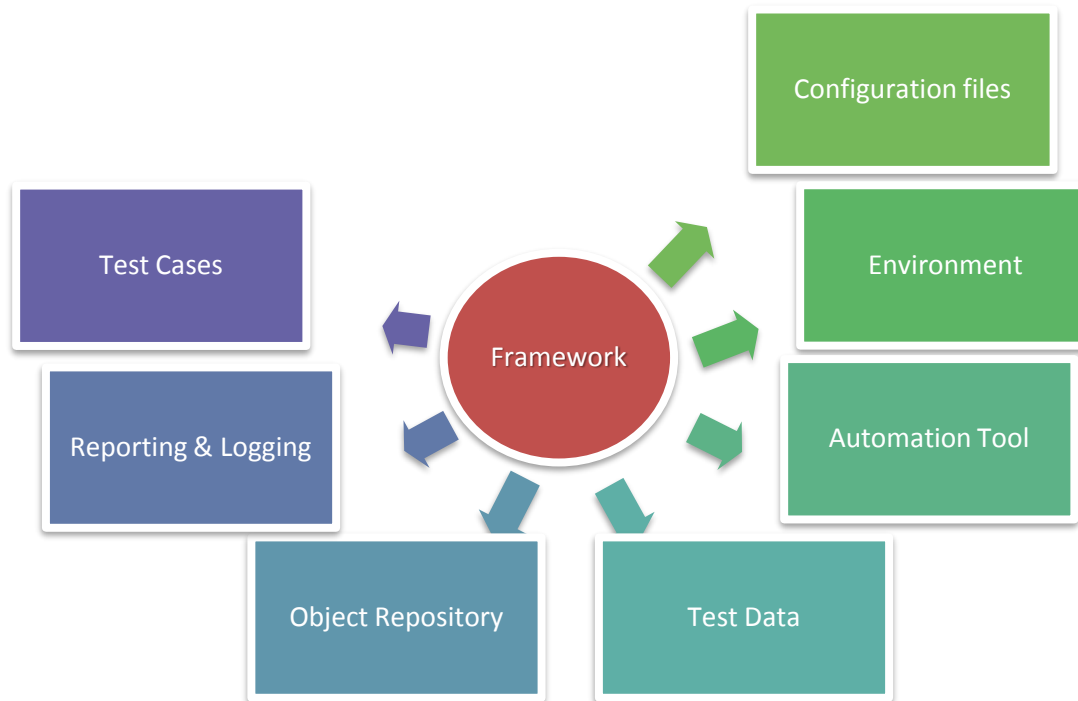 Configuration files
Test Cases
Environment
Framework
Reporting & Logging
Automation Tool
Object Repository
Test Data